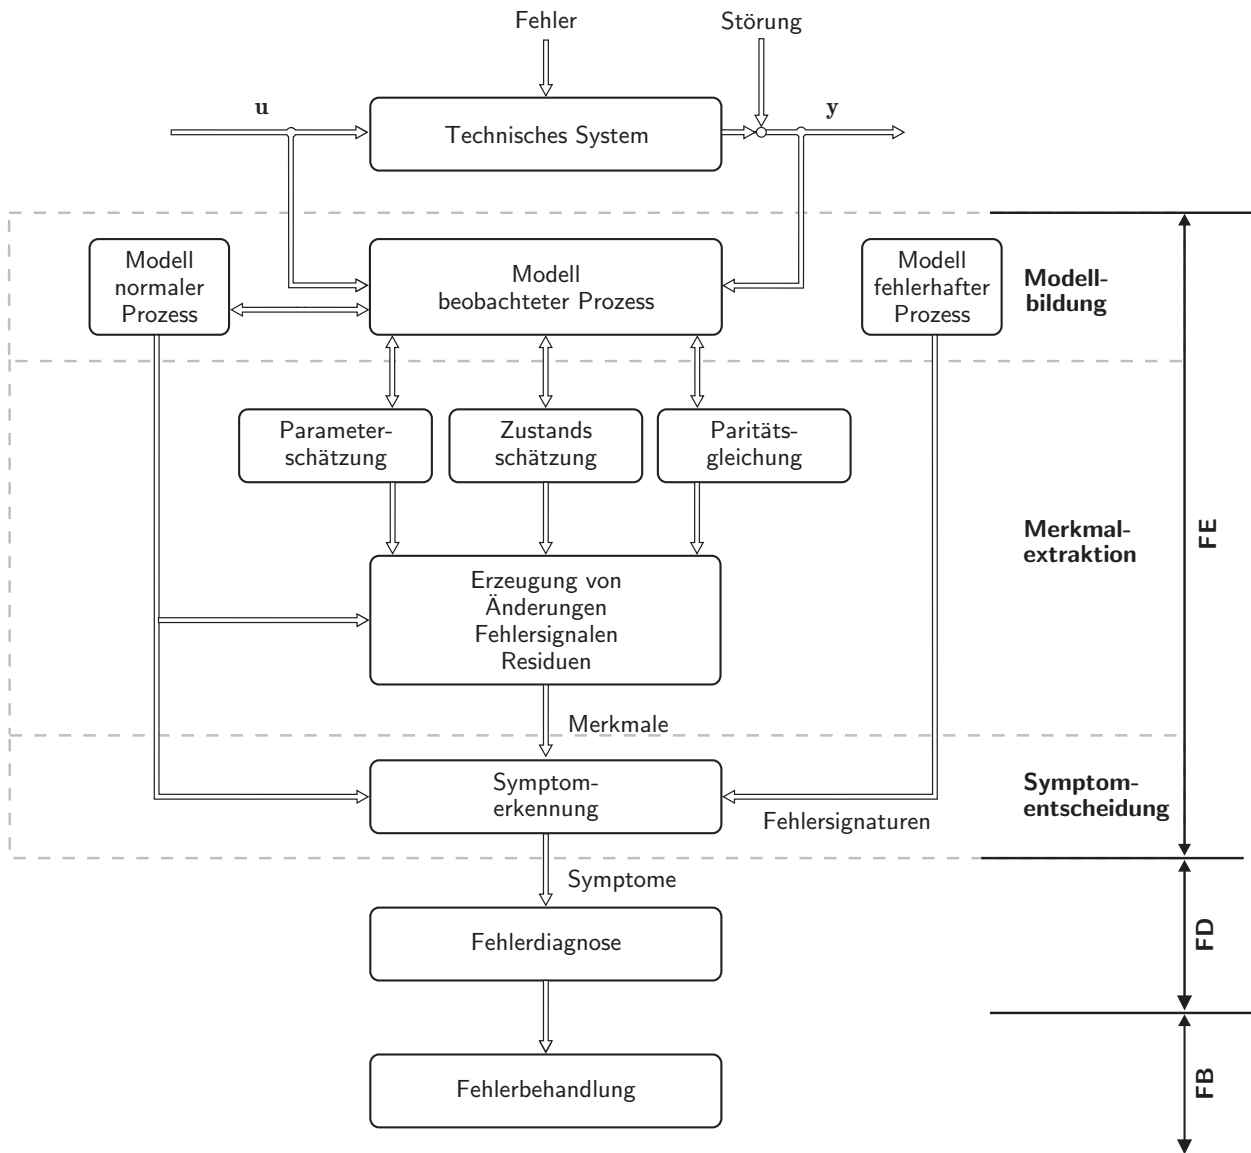 Fehler
Störung
u
y
Technisches System
Modell
normaler
Prozess
Modell
beobachteter Prozess
Modell
fehlerhafter
Prozess
Modell-
bildung
Parameter-
schätzung
Zustands
schätzung
Paritäts-
gleichung
Merkmal-
extraktion
FE
Erzeugung von
Änderungen
Fehlersignalen
Residuen
Merkmale
Symptom-
erkennung
Fehlersignaturen
Symptom-
entscheidung
Symptome
Fehlerdiagnose
FD
Fehlerbehandlung
FB